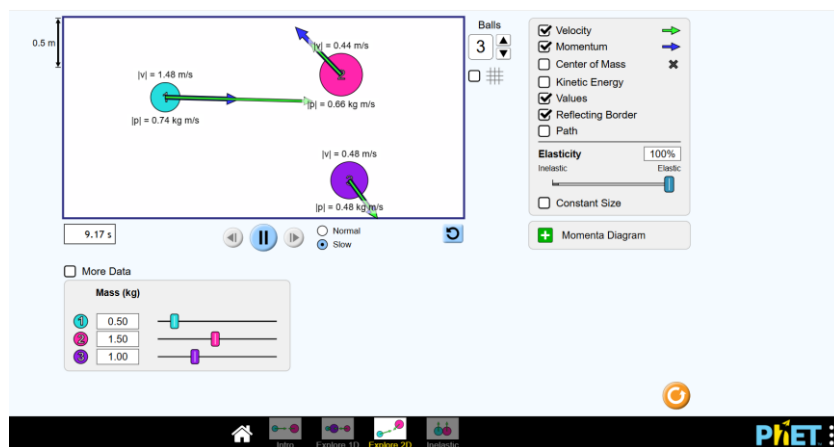 0.5 m
|v| = 1.48 m/s
1
|p| = 0.74 kg m/s
|v| = 0.44 m/s
2
|p| = 0.66 kg m/s
|v| = 0.48 m/s
|p| = 0.48 kg m/s
Balls
3
Velocity
Momentum
Center of Mass
Kinetic Energy
Values
Reflecting Border
Path
Elasticity 100%
Inelastic Elastic
Constant Size
Momenta Diagram
9.17 s
Normal
Slow
More Data
Mass (kg)
1 0.50
2 1.50
3 1.00
Intro Explore 1D Explore 2D Inelastic
PhET